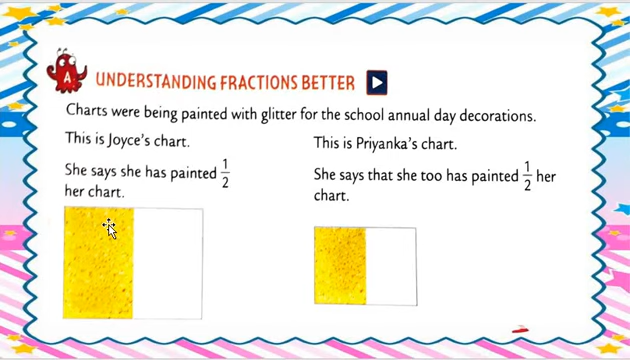 A UNDERSTANDING FRACTIONS BETTER
Charts were being painted with glitter for the school annual day decorations.
This is Joyce's chart.
She says she has painted 1/2
her chart.
This is Priyanka's chart.
She says that she too has painted 1/2 her
chart.